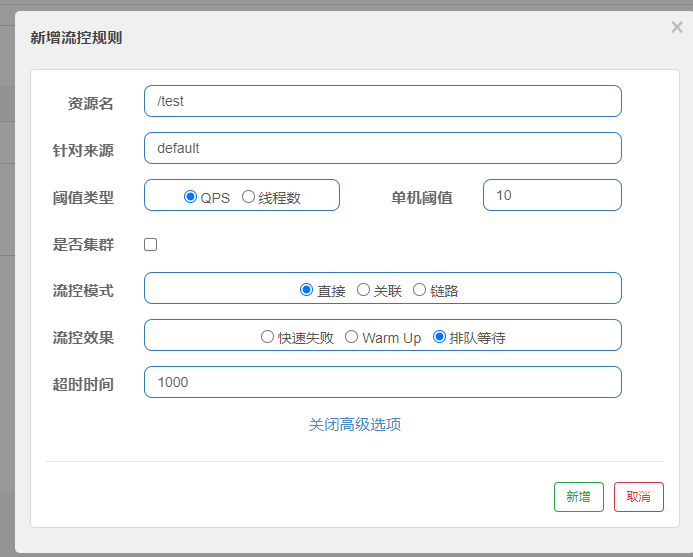 新增流控规则
×
资源名 /test
针对来源 default
阈值类型 QPS 线程数 单机阈值 10
是否集群
流控模式 直接 关联 链路
流控效果 快速失败 Warm Up 排队等待
超时时间 1000
关闭高级选项
新增 取消